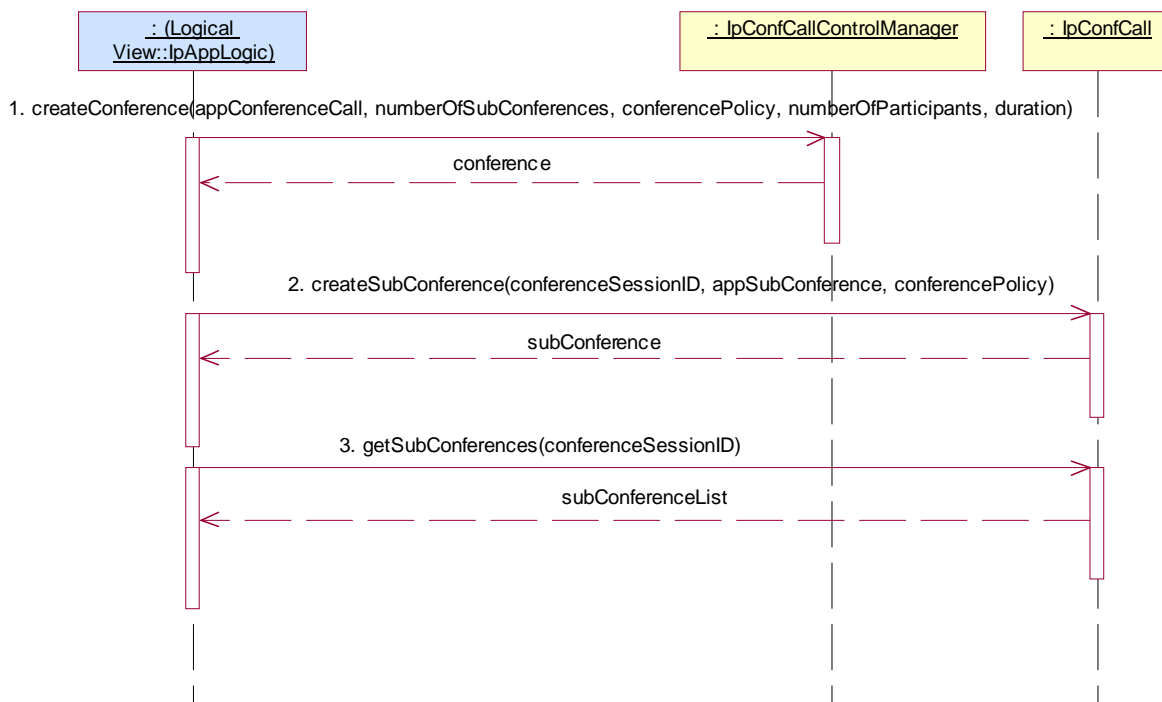 : (Logical
View::IpAppLogic)
: IpConfCallControlManager
: IpConfCall
1. createConference(appConferenceCall, numberOfSubConferences, conferencePolicy, numberOfParticipants, duration)
conference
2. createSubConference(conferenceSessionID, appSubConference, conferencePolicy)
subConference
3. getSubConferences(conferenceSessionID)
subConferenceList